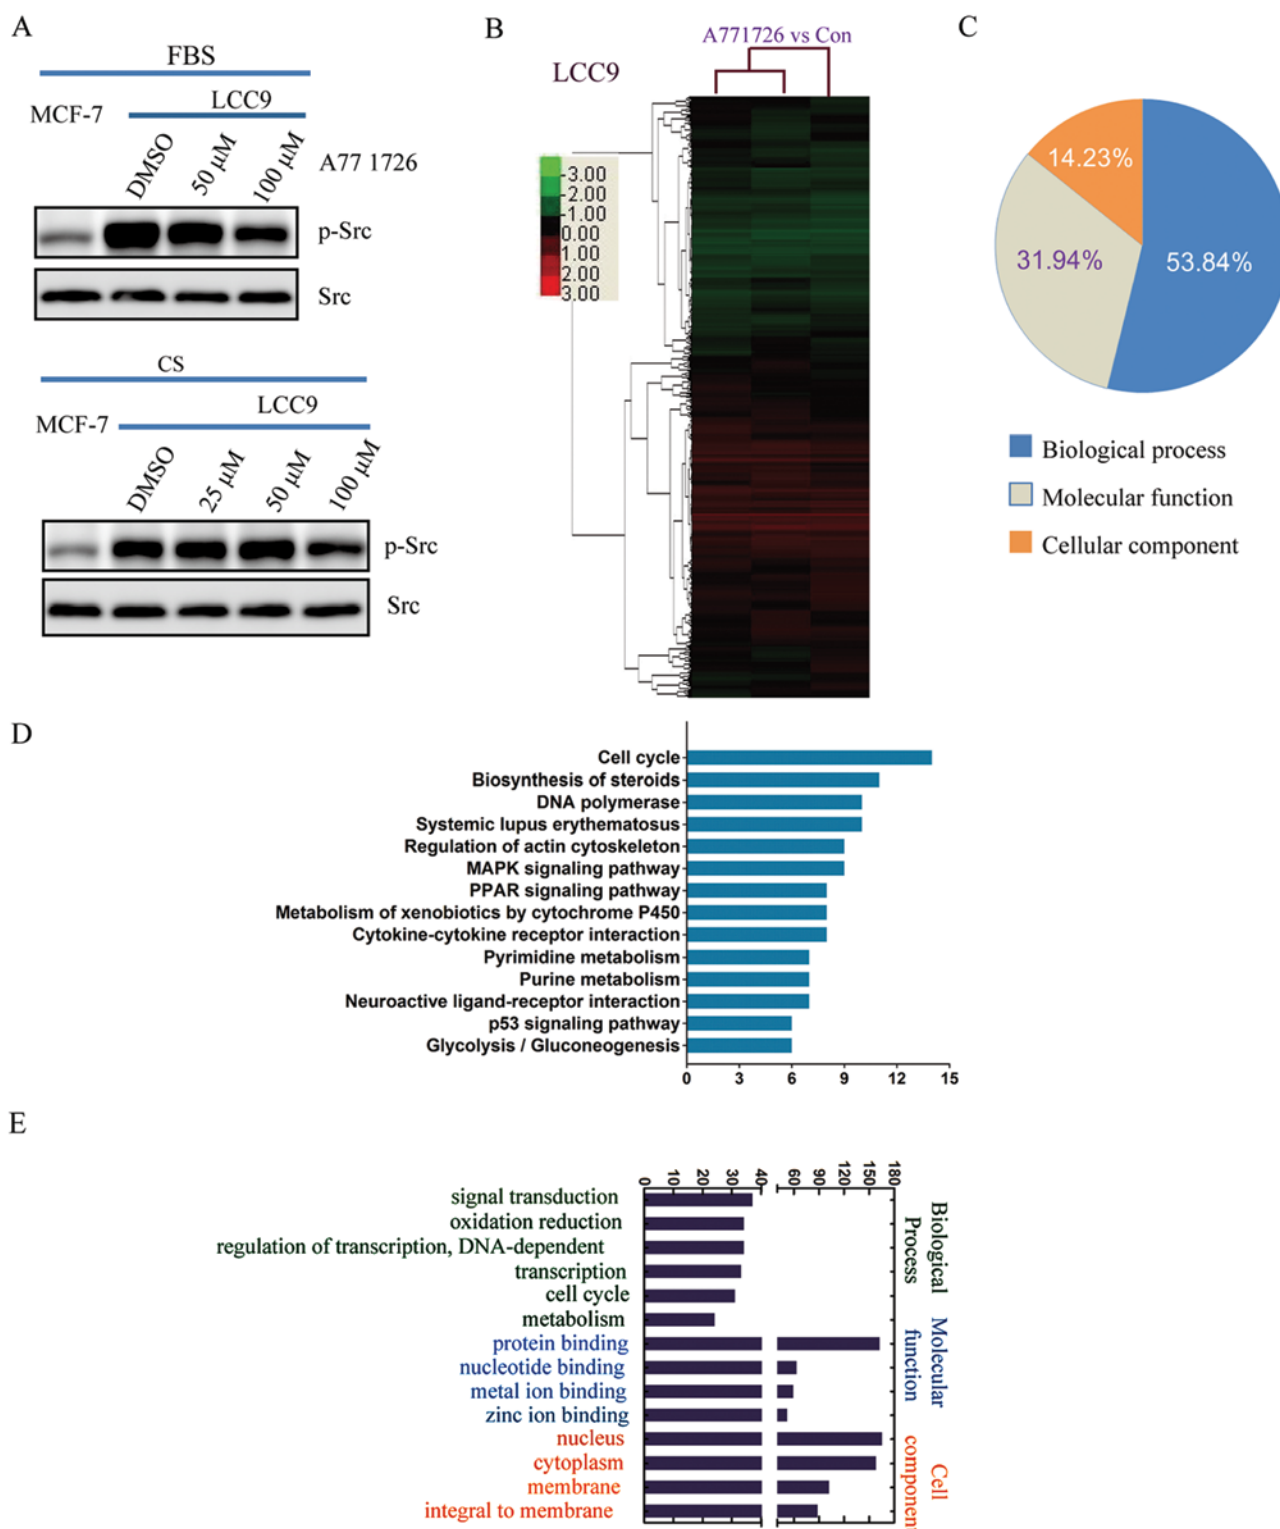 A
FBS
MCF-7
LCC9
DMSO
50 μM
100 μM
A77 1726
p-Src
Src
CS
MCF-7
LCC9
DMSO
25 μM
50 μM
100 μM
p-Src
Src
B
A771726 vs Con
LCC9
-3.00
-2.00
-1.00
0.00
1.00
2.00
3.00
C
14.23%
31.94%
53.84%
Biological process
Molecular function
Cellular component
D
Cell cycle
Biosynthesis of steroids
DNA polymerase
Systemic lupus erythematosus
Regulation of actin cytoskeleton
MAPK signaling pathway
PPAR signaling pathway
Metabolism of xenobiotics by cytochrome P450
Cytokine-cytokine receptor interaction
Pyrimidine metabolism
Purine metabolism
Neuroactive ligand-receptor interaction
p53 signaling pathway
Glycolysis / Gluconeogenesis
0 3 6 9 12 15
E
0 10 20 30 40 60 90 120 150 180
signal transduction
oxidation reduction
regulation of transcription, DNA-dependent
transcription
cell cycle
metabolism
protein binding
nucleotide binding
metal ion binding
zinc ion binding
nucleus
cytoplasm
membrane
integral to membrane
Biological
Process
Molecular
function
Cell
component